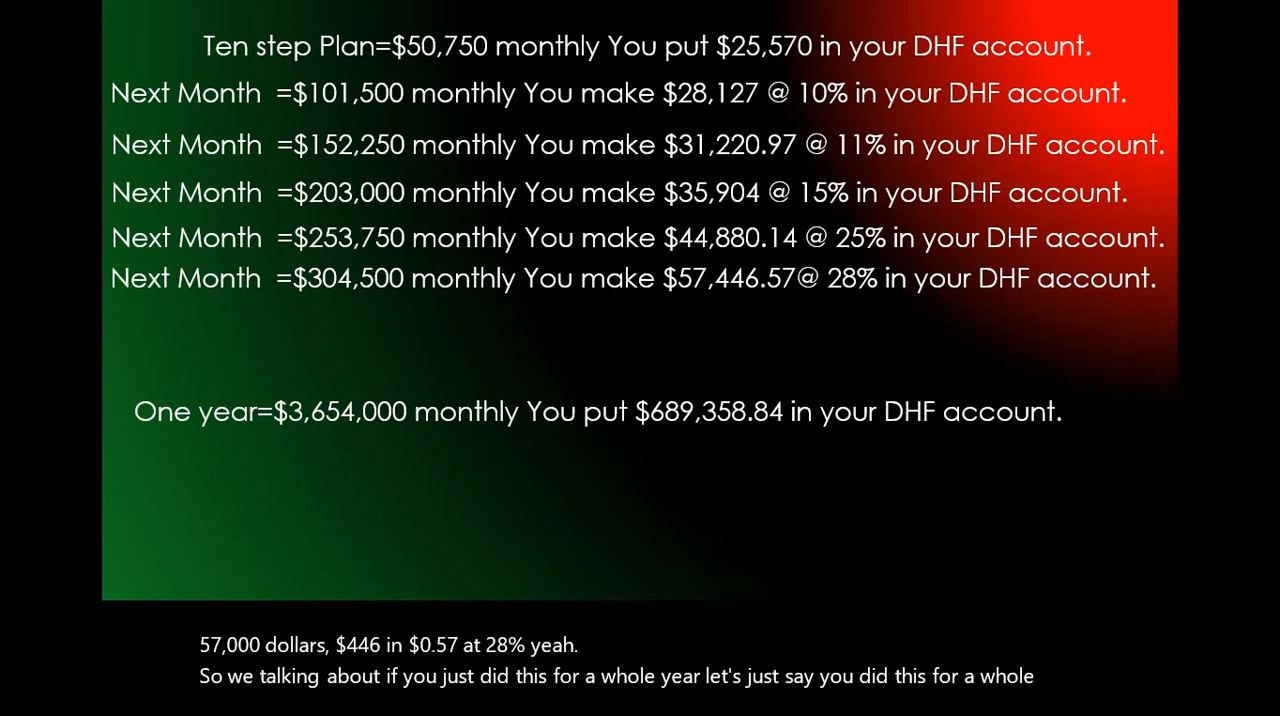 Ten step Plan=$50,750 monthly You put $25,570 in your DHF account.
Next Month =$101,500 monthly You make $28,127 @ 10% in your DHF account.
Next Month =$152,250 monthly You make $31,220.97 @ 11% in your DHF account.
Next Month =$203,000 monthly You make $35,904 @ 15% in your DHF account.
Next Month =$253,750 monthly You make $44,880.14 @ 25% in your DHF account.
Next Month =$304,500 monthly You make $57,446.57@ 28% in your DHF account.
One year=$3,654,000 monthly You put $689,358.84 in your DHF account.
57,000 dollars, $446 in $0.57 at 28% yeah.
So we talking about if you just did this for a whole year let's just say you did this for a whole